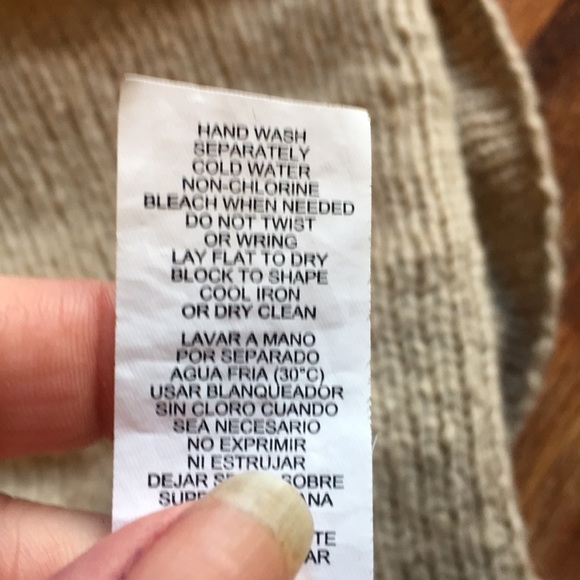 HAND WASH
SEPARATELY
COLD WATER
NON-CHLORINE
BLEACH WHEN NEEDED
DO NOT TWIST
OR WRING
LAY FLAT TO DRY
BLOCK TO SHAPE
COOL IRON
OR DRY CLEAN
LAVAR A MANO
POR SEPARADO
AGUA FRIA (30°C)
USAR BLANQUEADOR
SIN CLORO CUANDO
SEA NECESARIO
NO EXPRIMIR
NI ESTRUJAR
DEJAR SOBRE